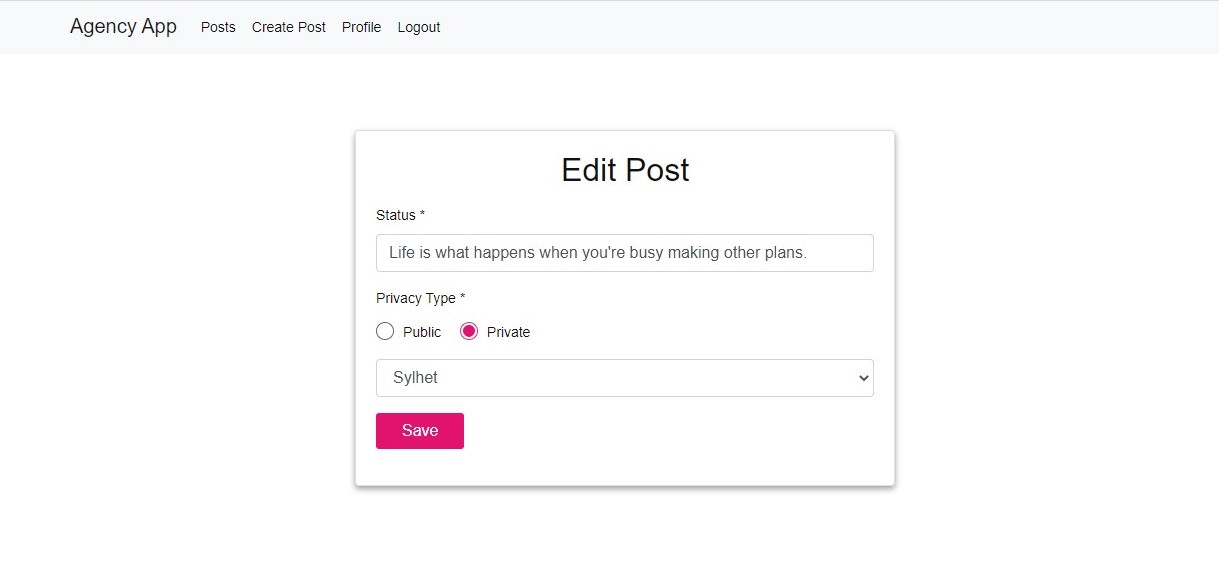 Agency App Posts Create Post Profile Logout
Edit Post
Status *
Life is what happens when you're busy making other plans.
Privacy Type *
Public Private
Sylhet
Save